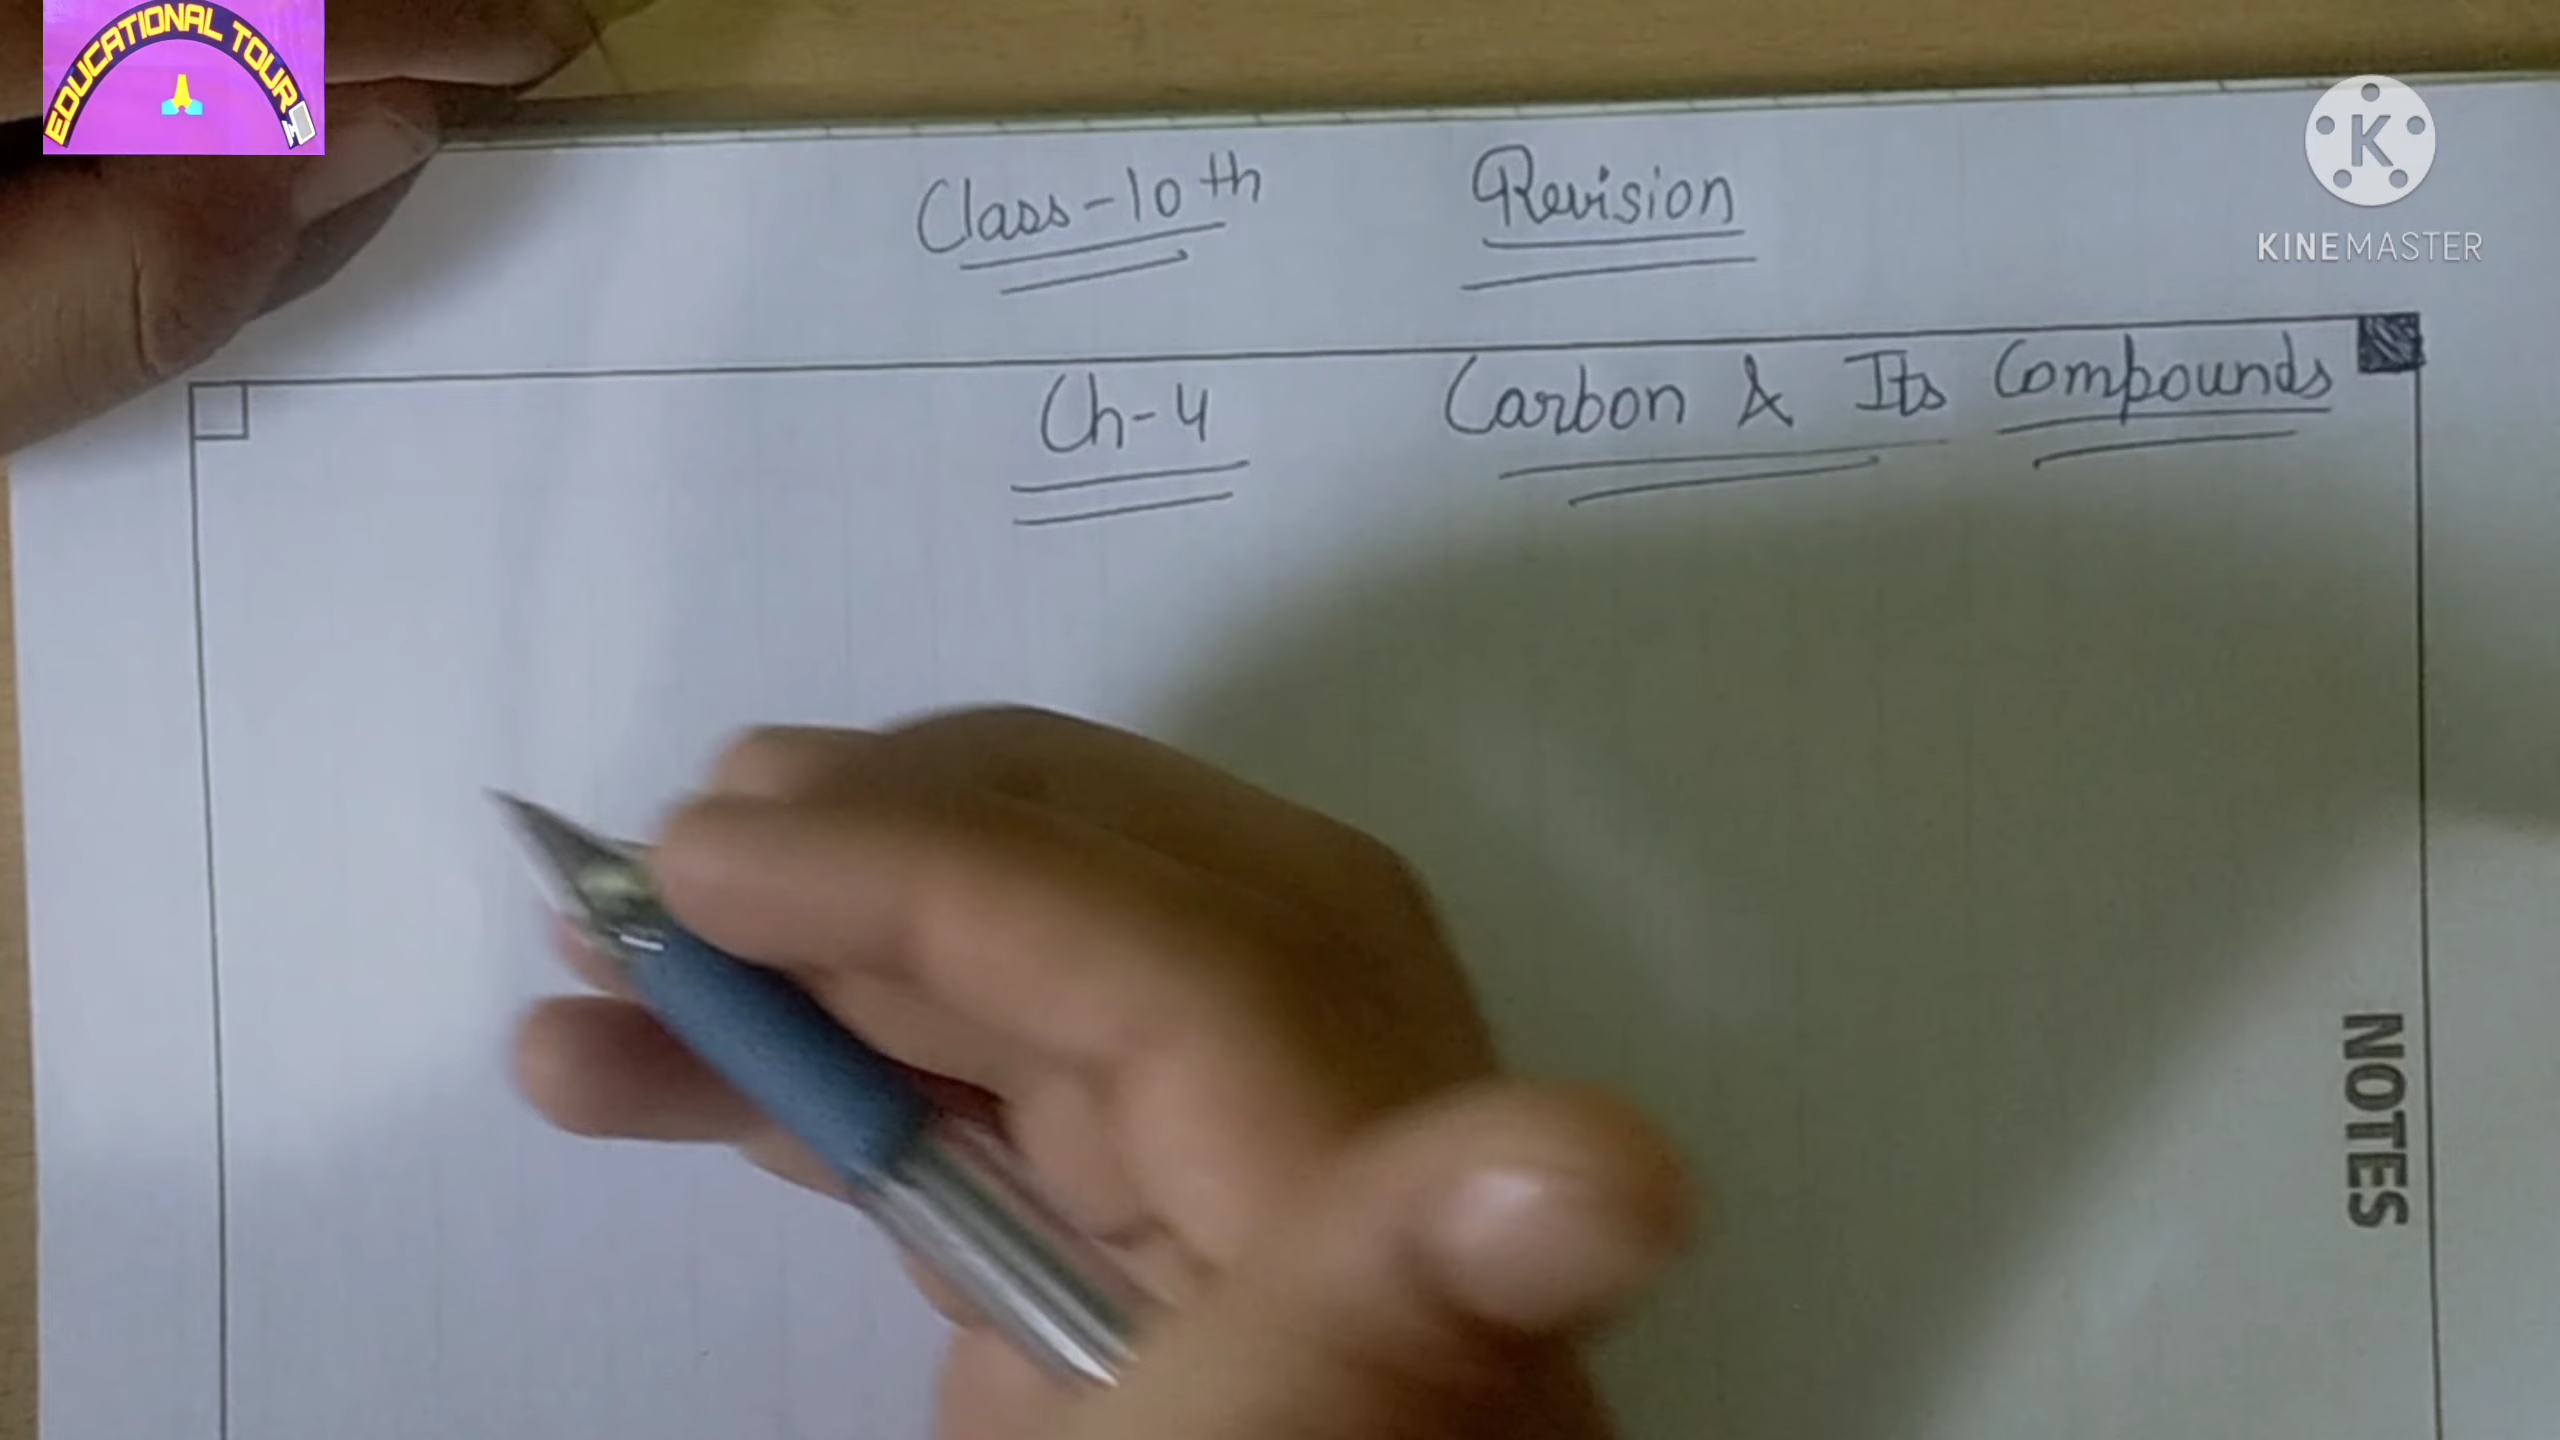 EDUCATIONAL TOUR
K
KINEMASTER
Class-10th Revision
Ch-4 Carbon & Its Compounds
NOTES